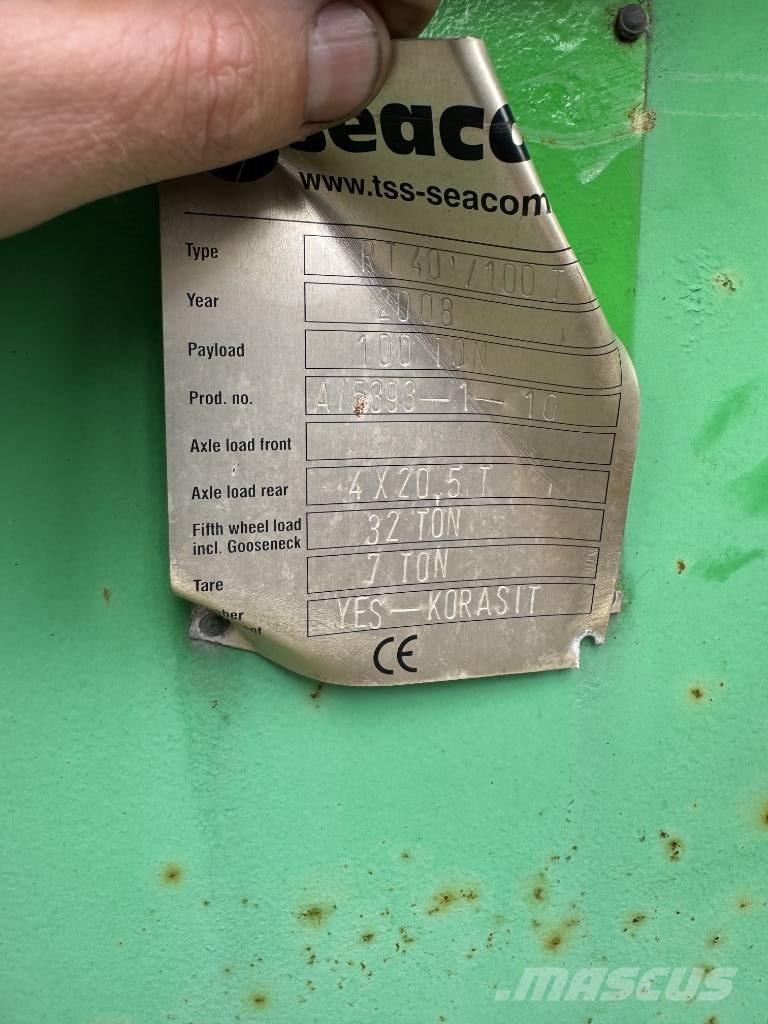 seaco
www.tss-seacom
Type RT 40'/100 T
Year 2008
Payload 100 TON
Prod. no. A/5393-1-10
Axle load front
Axle load rear 4 X 20,5 T
Fifth wheel load
incl. Gooseneck 32 TON
Tare 7 TON
YES-KORASIT
CE
MASCUS